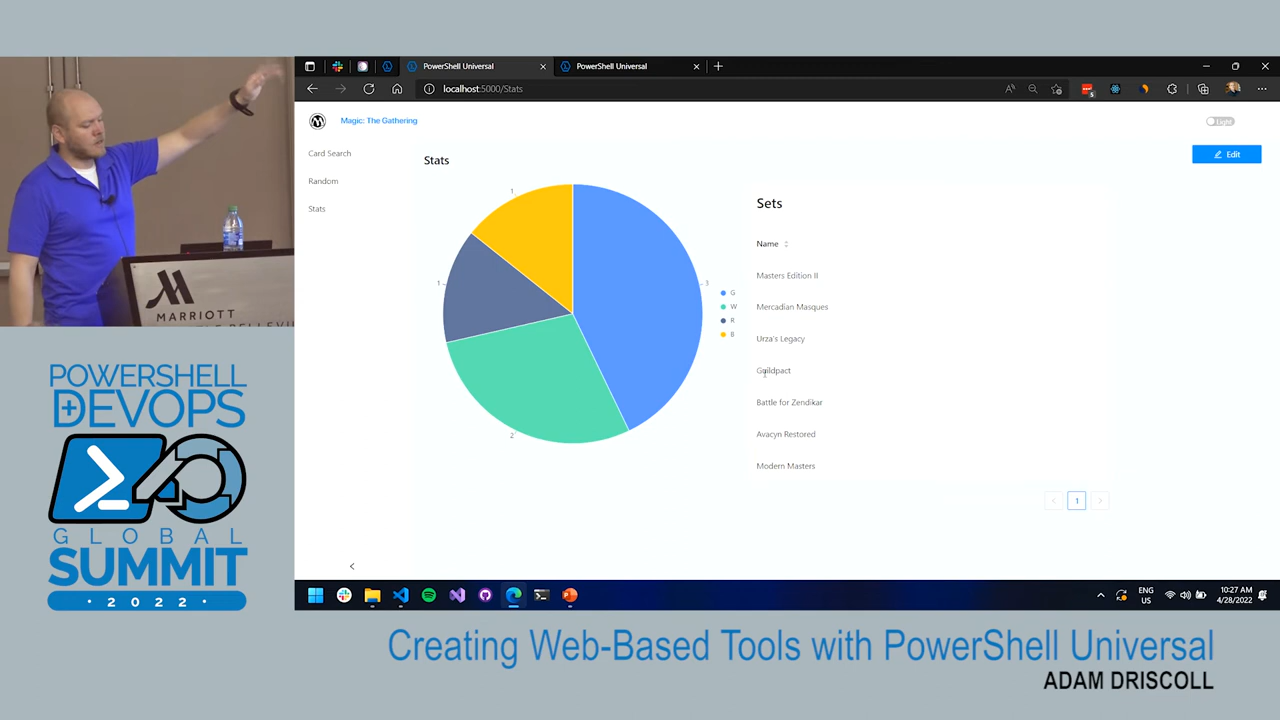 PowerShell Universal
PowerShell Universal
localhost:5000/Stats
Magic: The Gathering
Light
Card Search
Random
Stats
Stats
Edit
1
1
3
2
G
W
R
B
Sets
Name
Masters Edition II
Mercadian Masques
Urza's Legacy
Guildpact
Battle for Zendikar
Avacyn Restored
Modern Masters
1
ENG
US
10:27 AM
4/28/2022
MARRIOTT
POWERSHELL
+DEVOPS
GLOBAL
SUMMIT
· 2022 ·
Creating Web-Based Tools with PowerShell Universal
ADAM DRISCOLL